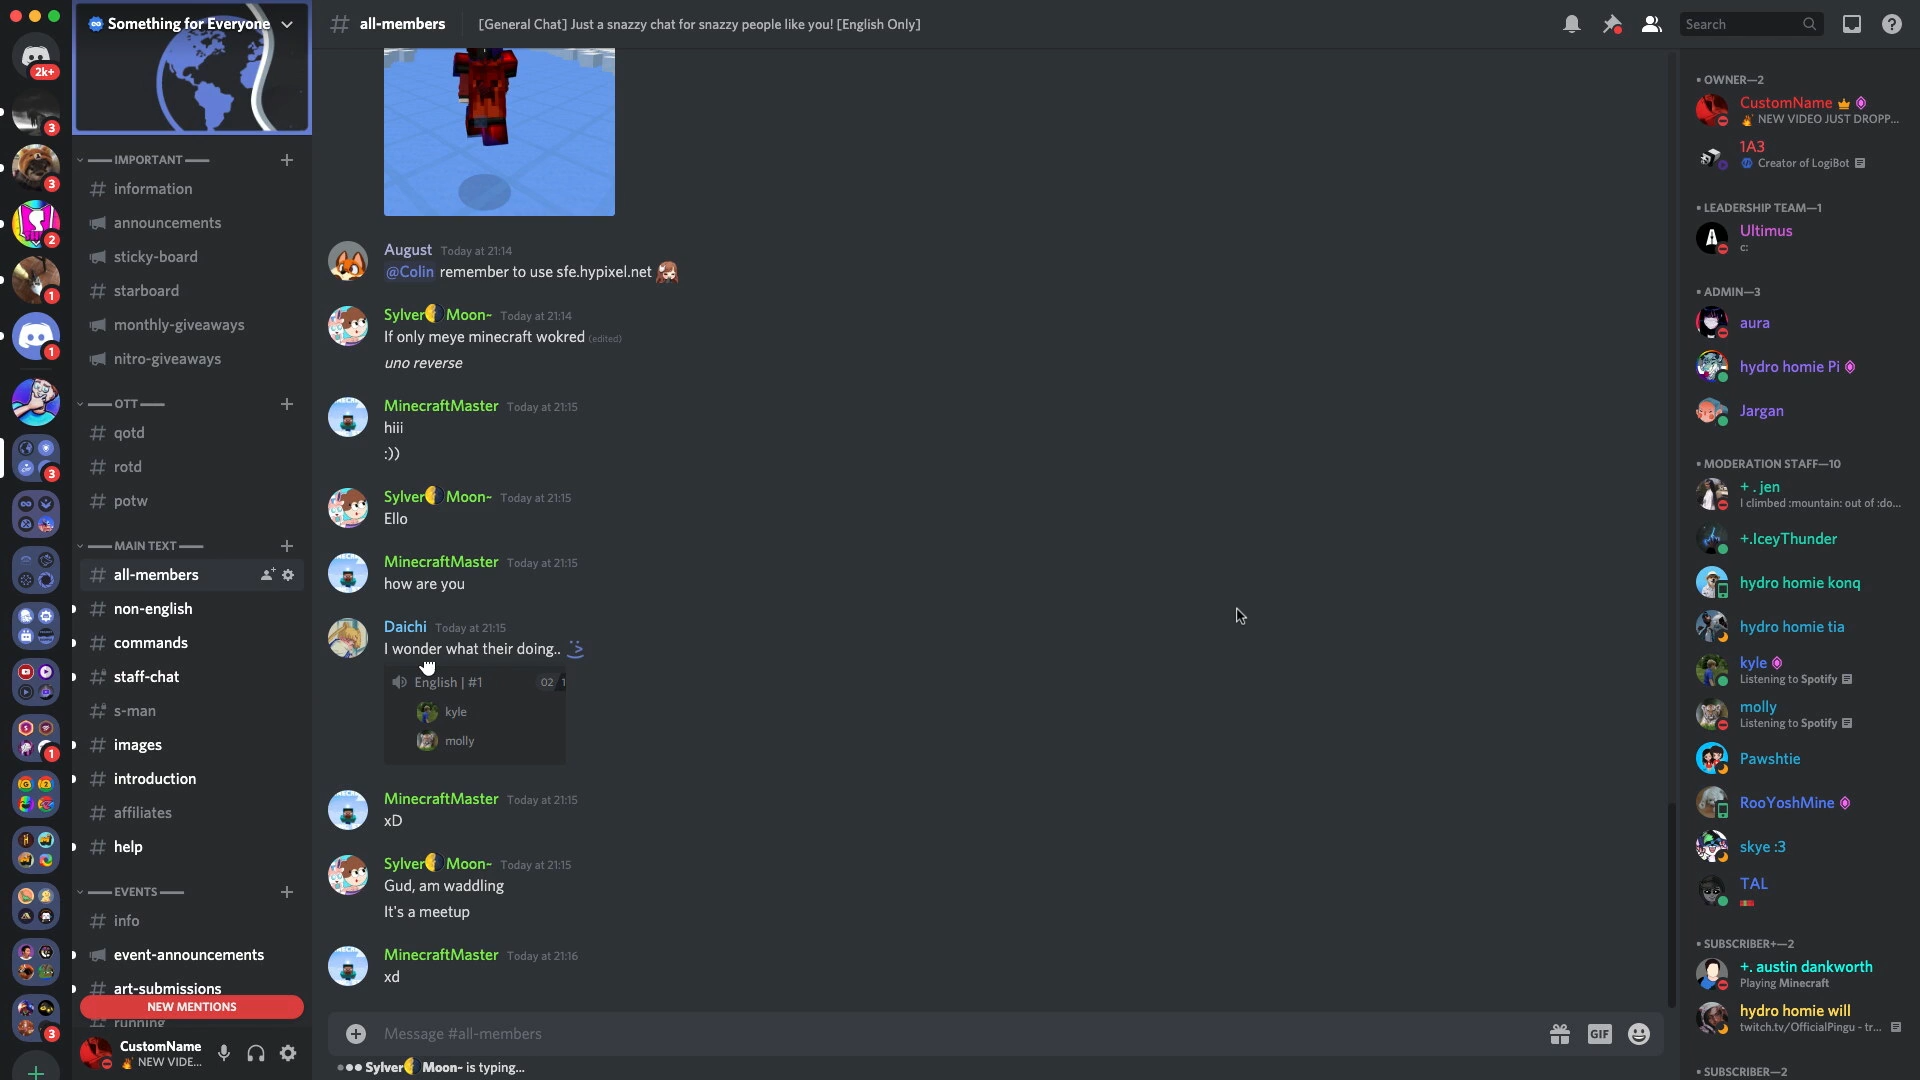 Something for Everyone
2k+
3
3
2
1
1
3
1
3
IMPORTANT
information
announcements
sticky-board
starboard
monthly-giveaways
nitro-giveaways
OTT
qotd
rotd
potw
MAIN TEXT
all-members
non-english
commands
staff-chat
s-man
images
introduction
affiliates
help
EVENTS
info
event-announcements
art-submissions
NEW MENTIONS
running
CustomName
NEW VIDE...
# all-members [General Chat] Just a snazzy chat for snazzy people like you! [English Only]
Search
August Today at 21:14
@Colin remember to use sfe.hypixel.net
Sylver Moon~ Today at 21:14
If only meye minecraft wokred (edited)
uno reverse
MinecraftMaster Today at 21:15
hiii
:))
Sylver Moon~ Today at 21:15
Ello
MinecraftMaster Today at 21:15
how are you
Daichi Today at 21:15
I wonder what their doing..
English | #1 02 1
kyle
molly
MinecraftMaster Today at 21:15
xD
Sylver Moon~ Today at 21:15
Gud, am waddling
It's a meetup
MinecraftMaster Today at 21:16
xd
Message #all-members
GIF
Sylver Moon~ is typing...
• OWNER—2
CustomName
NEW VIDEO JUST DROPP...
1A3
Creator of LogiBot
• LEADERSHIP TEAM—1
Ultimus
c:
• ADMIN—3
aura
hydro homie Pi
Jargan
• MODERATION STAFF—10
+ . jen
I climbed :mountain: out of :do...
+.IceyThunder
hydro homie konq
hydro homie tia
kyle
Listening to Spotify
molly
Listening to Spotify
Pawshtie
RooYoshMine
skye :3
TAL
• SUBSCRIBER+—2
+. austin dankworth
Playing Minecraft
hydro homie will
twitch.tv/OfficialPingu - tr...
• SUBSCRIBER—2